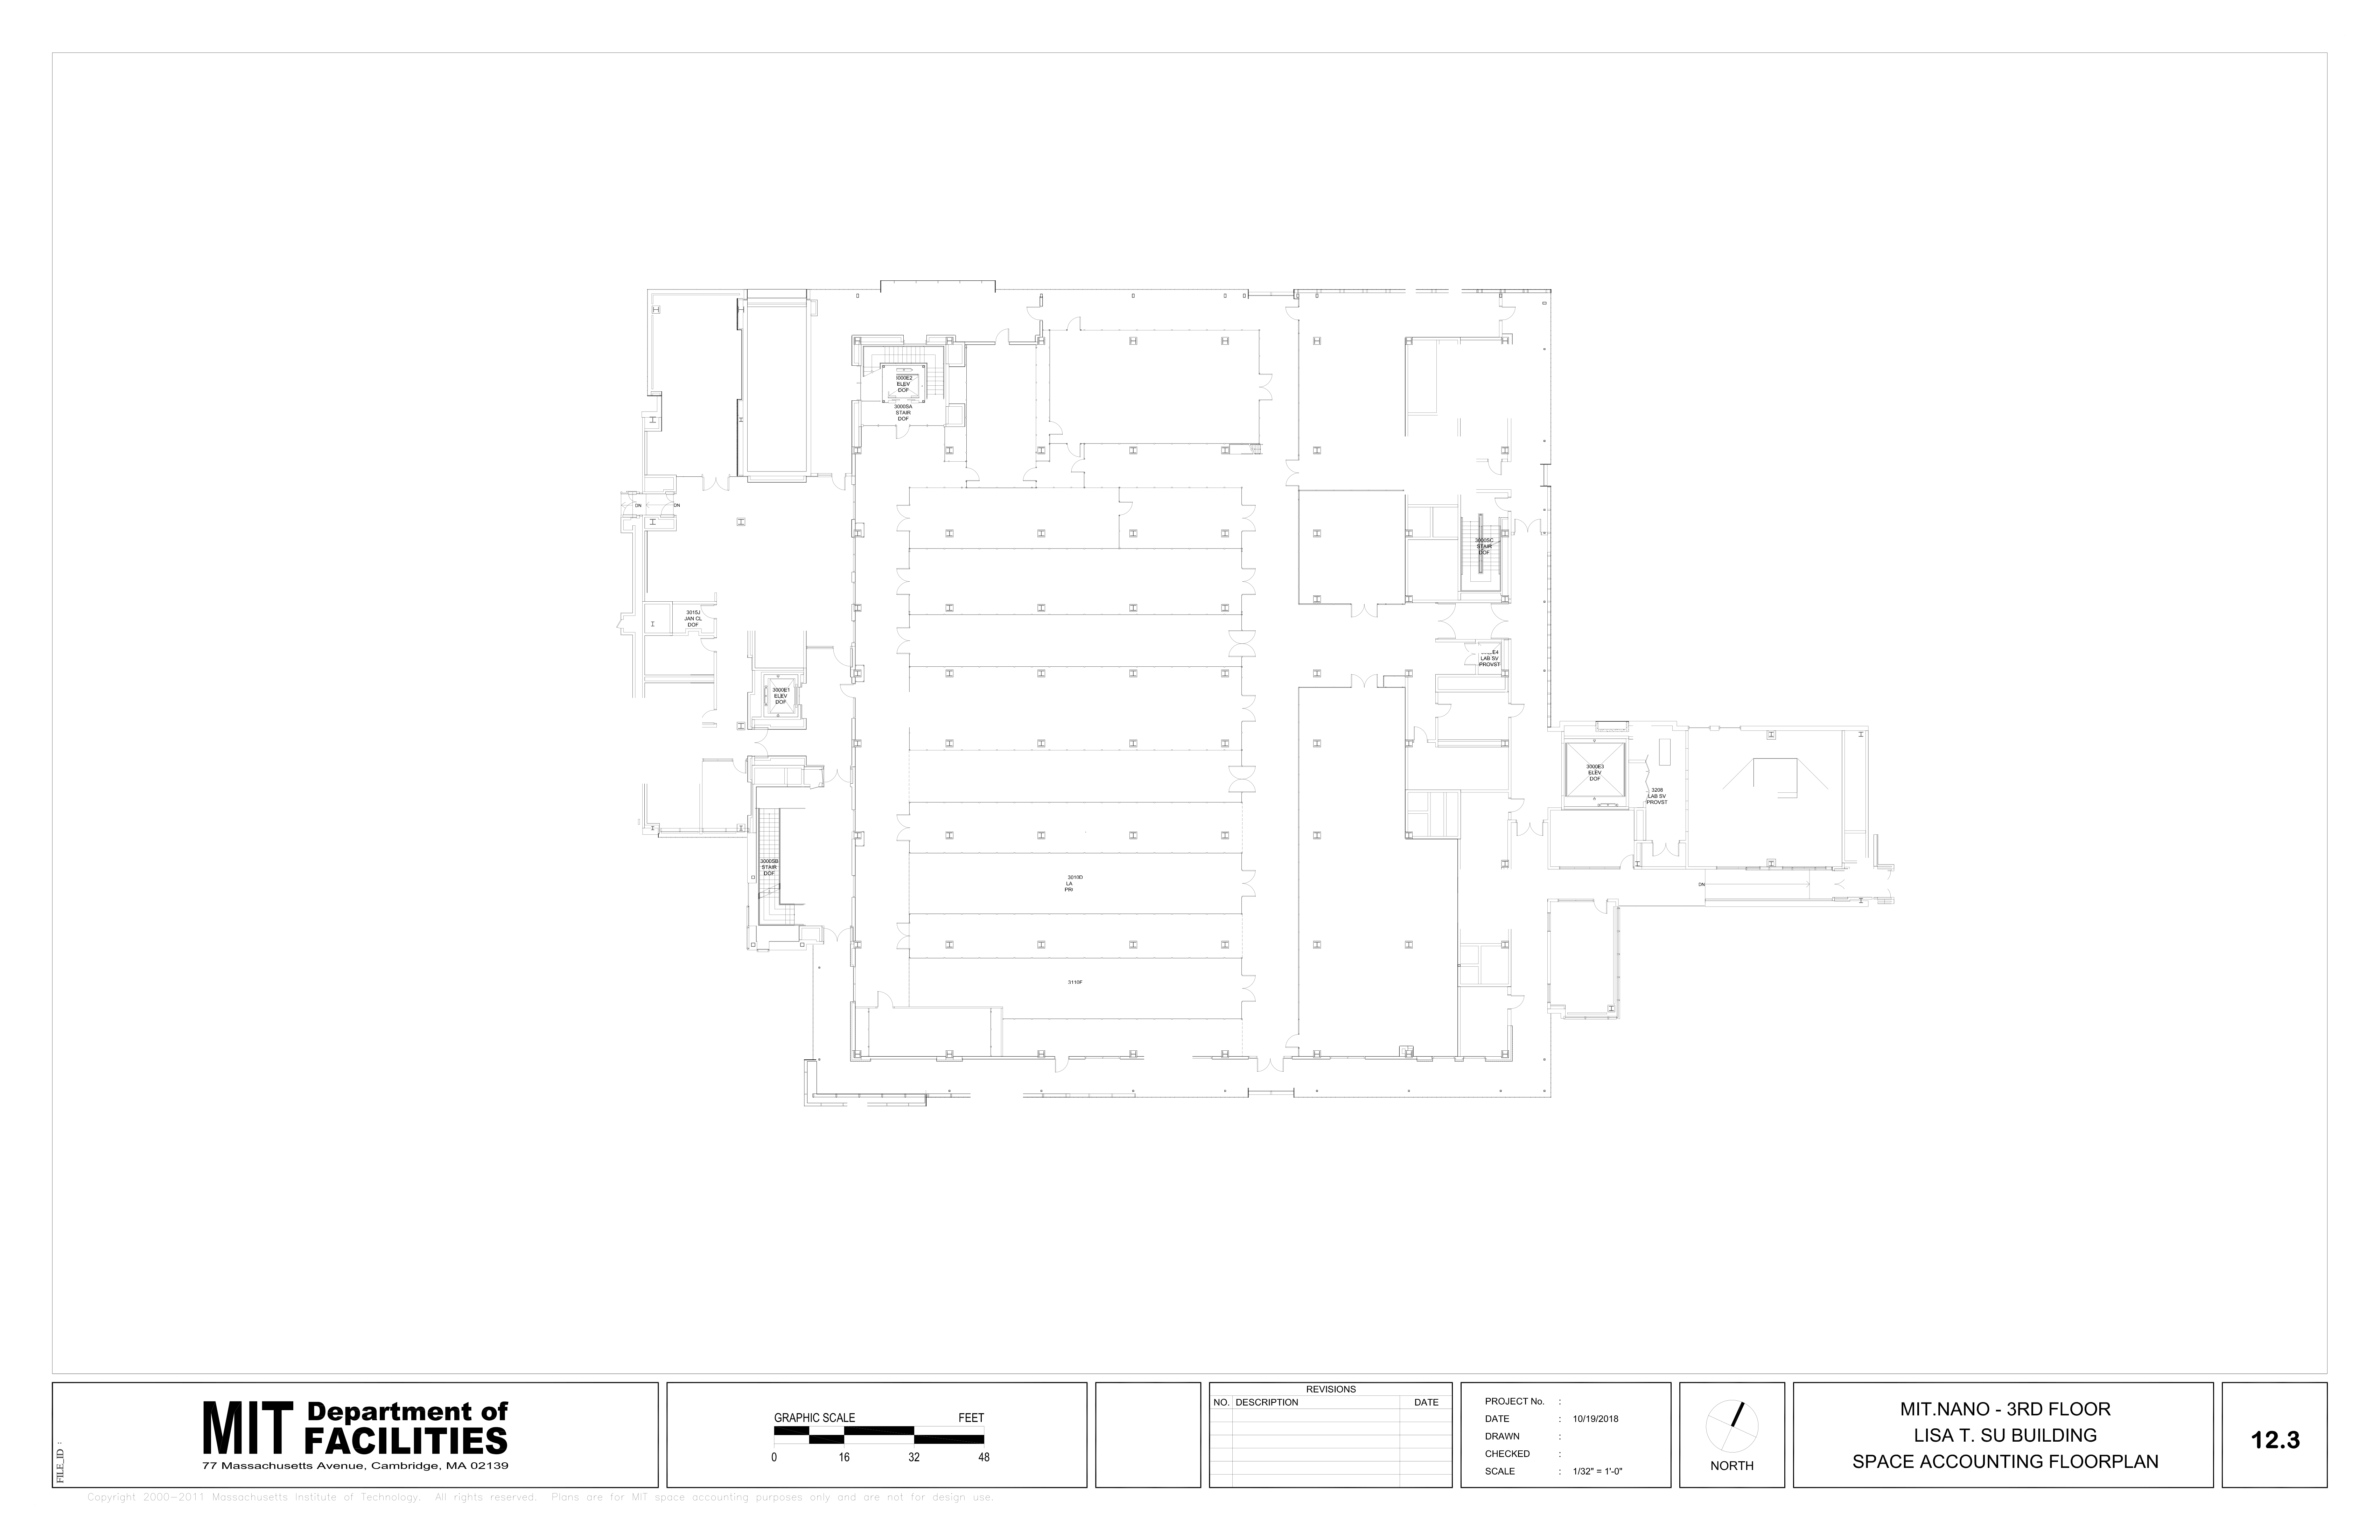 3000E2
ELEV
DOF
3000SA
STAIR
DOF
DN
DN
3000SC
STAIR
DOF
3015J
JAN CL
DOF
E4
LAB SV
PROVST
3000E1
ELEV
DOF
3000E3
ELEV
DOF
3208
LAB SV
PROVST
3000SB
STAIR
DOF
3010D
LA
PR
DN
3110F
MIT Department of
FACILITIES
77 Massachusetts Avenue, Cambridge, MA 02139
FILE_ID :
GRAPHIC SCALE FEET
0 16 32 48
REVISIONS
NO. DESCRIPTION DATE
PROJECT No. :
DATE : 10/19/2018
DRAWN :
CHECKED :
SCALE : 1/32" = 1'-0"
NORTH
MIT.NANO - 3RD FLOOR
LISA T. SU BUILDING
SPACE ACCOUNTING FLOORPLAN
12.3
Copyright 2000-2011 Massachusetts Institute of Technology. All rights reserved. Plans are for MIT space accounting purposes only and are not for design use.